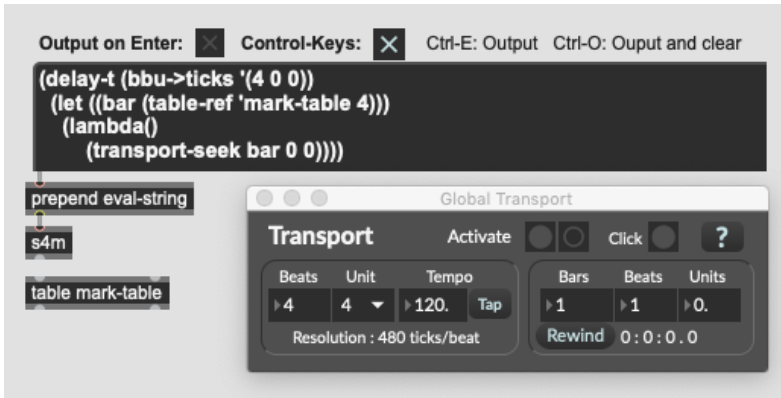 Output on Enter: Control-Keys: Ctrl-E: Output Ctrl-O: Ouput and clear
(delay-t (bbu->ticks '(4 0 0))
(let ((bar (table-ref 'mark-table 4)))
(lambda()
(transport-seek bar 0 0))))
prepend eval-string
s4m
table mark-table
Global Transport
Transport Activate Click ?
Beats Unit Tempo
4 4 120. Tap
Resolution : 480 ticks/beat
Bars Beats Units
1 1 0.
Rewind 0:0:0.0